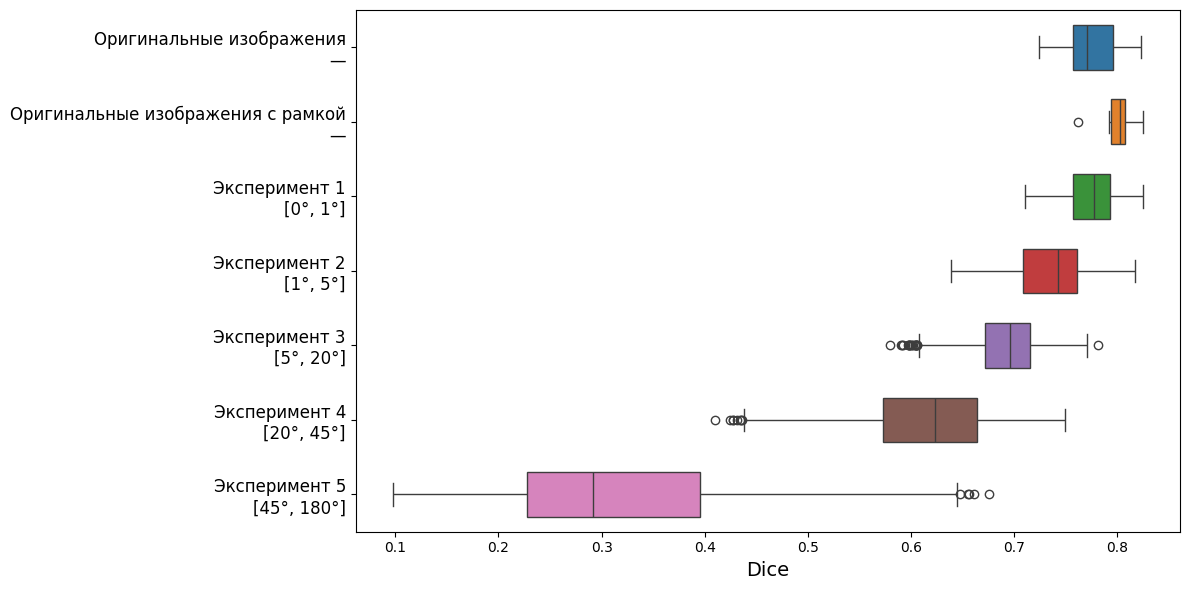 Оригинальные изображения
—
Оригинальные изображения с рамкой
—
Эксперимент 1
[0°, 1°]
Эксперимент 2
[1°, 5°]
Эксперимент 3
[5°, 20°]
Эксперимент 4
[20°, 45°]
Эксперимент 5
[45°, 180°]
0.1 0.2 0.3 0.4 0.5 0.6 0.7 0.8
Dice